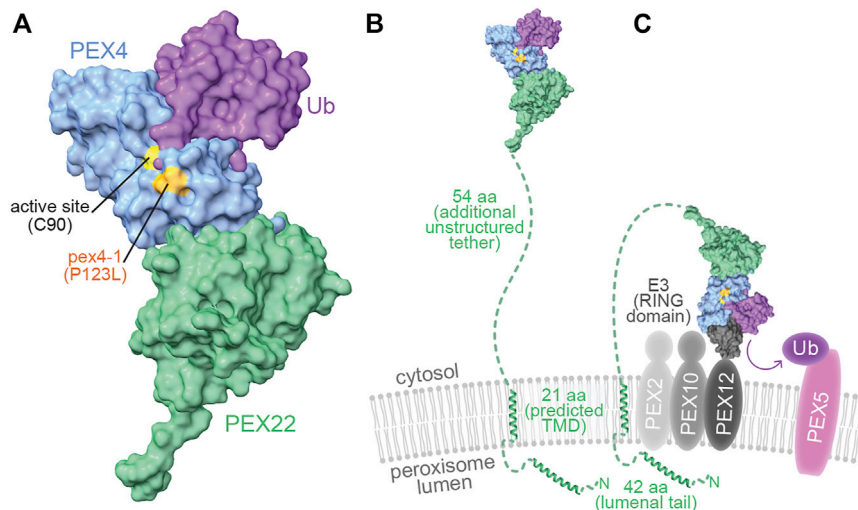 A
PEX4
Ub
active site
(C90)
pex4-1
(P123L)
PEX22
B
54 aa
(additional
unstructured
tether)
cytosol
21 aa
(predicted
TMD)
peroxisome
lumen
N
C
E3
(RING
domain)
PEX2
PEX10
PEX12
Ub
PEX5
N
42 aa
(lumenal tail)